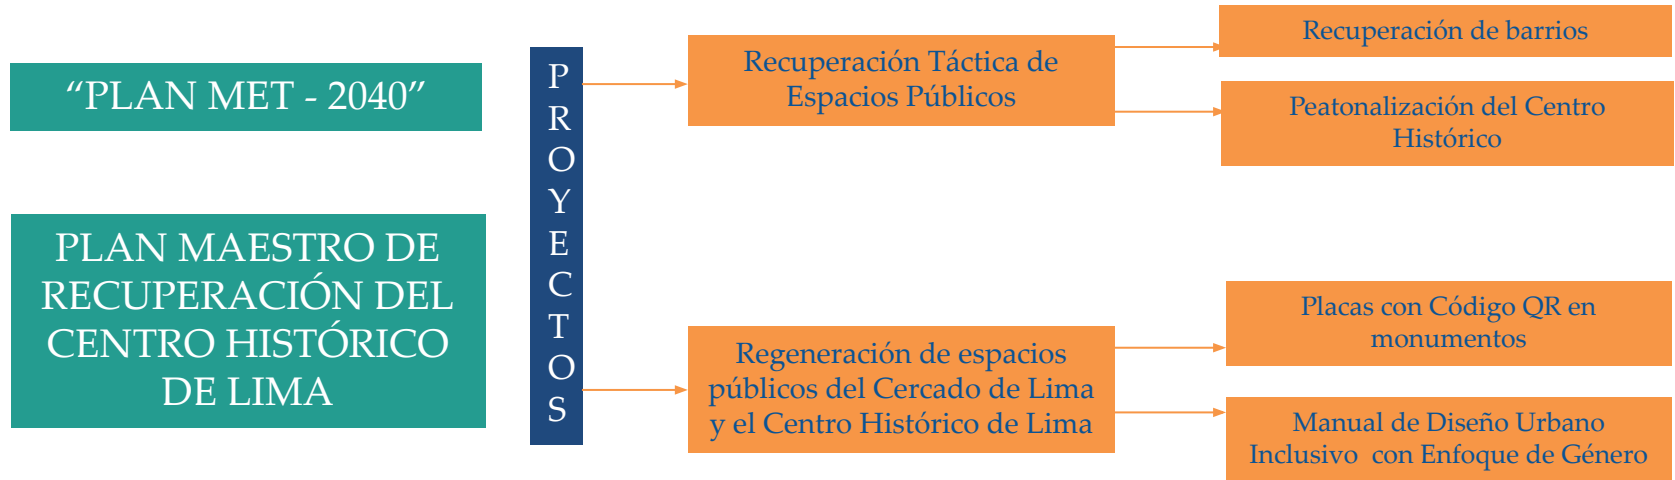 “PLAN MET - 2040”
PLAN MAESTRO DE
RECUPERACIÓN DEL
CENTRO HISTÓRICO
DE LIMA
PROYECTOS
Recuperación Táctica de
Espacios Públicos
Recuperación de barrios
Peatonalización del Centro
Histórico
Regeneración de espacios
públicos del Cercado de Lima
y el Centro Histórico de Lima
Placas con Código QR en
monumentos
Manual de Diseño Urbano
Inclusivo con Enfoque de Género